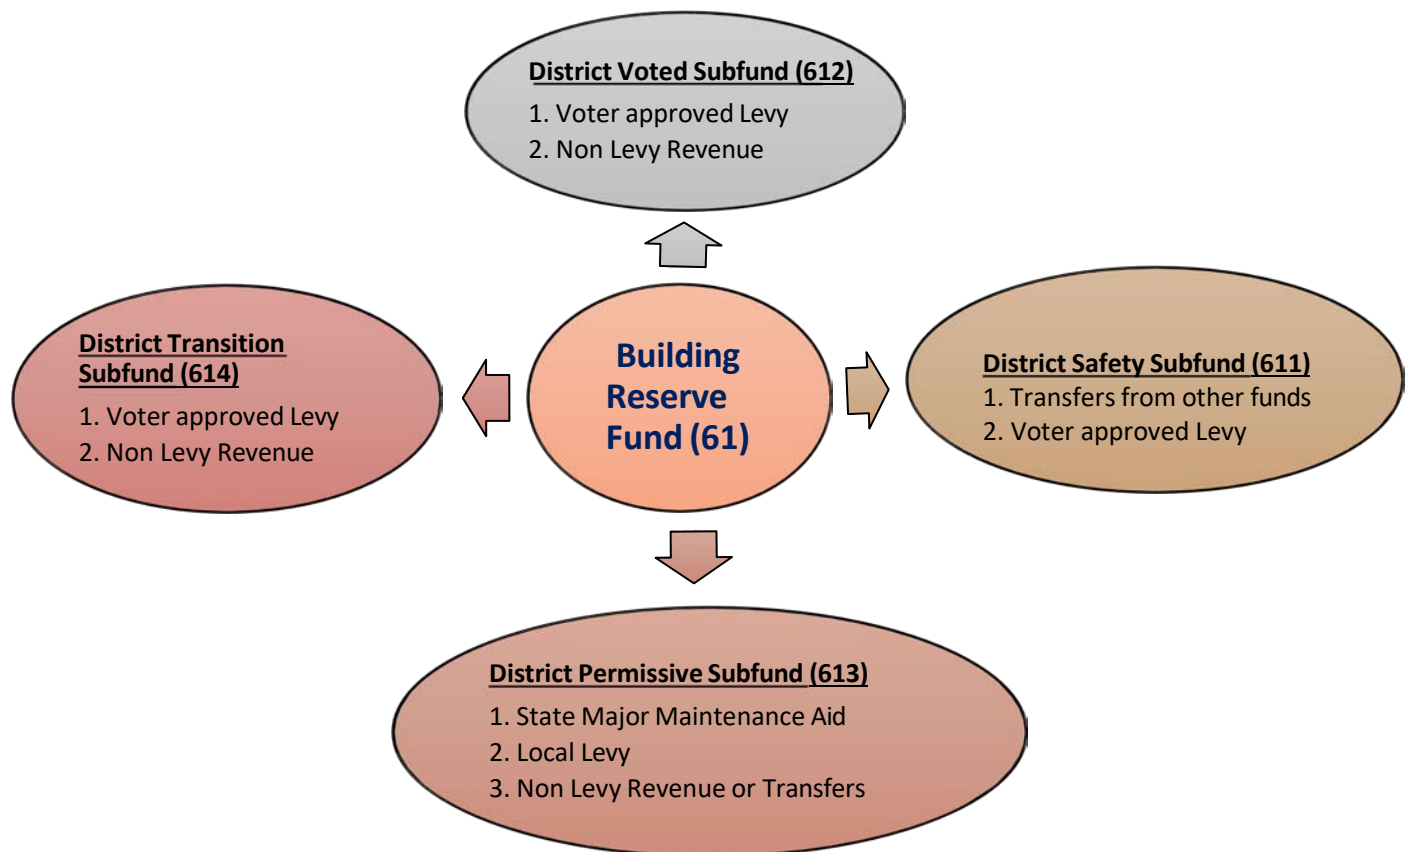 District Voted Subfund (612)
1. Voter approved Levy
2. Non Levy Revenue
District Transition
Subfund (614)
1. Voter approved Levy
2. Non Levy Revenue
Building
Reserve
Fund (61)
District Safety Subfund (611)
1. Transfers from other funds
2. Voter approved Levy
District Permissive Subfund (613)
1. State Major Maintenance Aid
2. Local Levy
3. Non Levy Revenue or Transfers